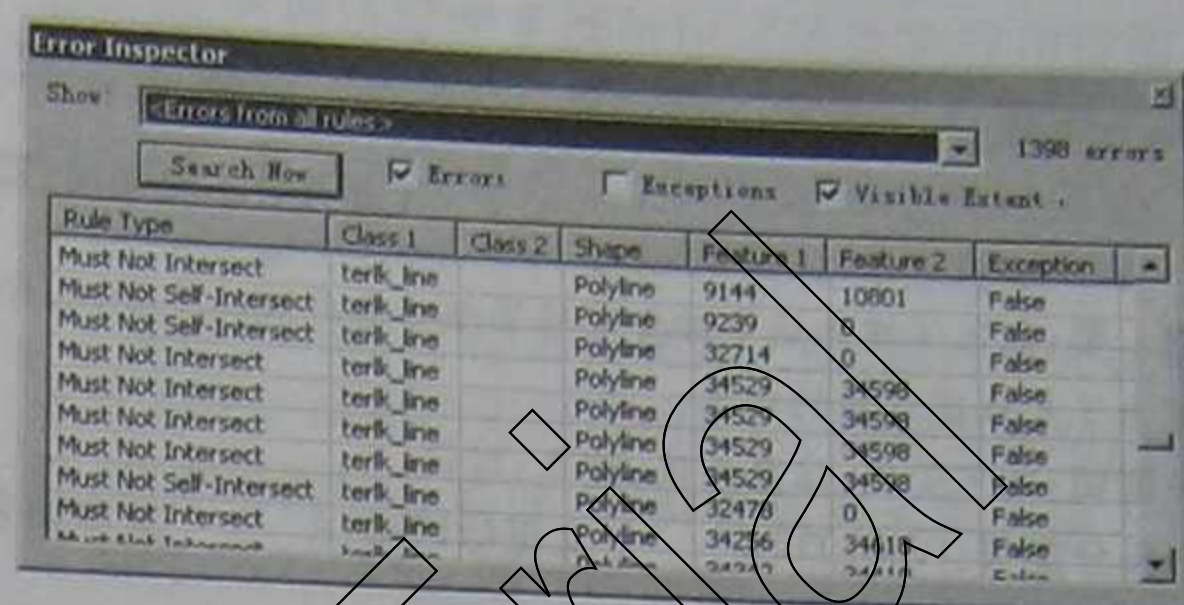 Error Inspector
Show: <Errors from all rules> 1398 errors
Search Now Errors Exceptions Visible Extent
Rule Type Class 1 Class 2 Shape Feature 1 Feature 2 Exception
Must Not Intersect terlk_line Polyline 9144 10801 False
Must Not Self-Intersect terlk_line Polyline 9239 0 False
Must Not Self-Intersect terlk_line Polyline 32714 0 False
Must Not Intersect terlk_line Polyline 34529 34598 False
Must Not Intersect terlk_line Polyline 34529 34598 False
Must Not Intersect terlk_line Polyline 34529 34598 False
Must Not Intersect terlk_line Polyline 34529 34598 False
Must Not Self-Intersect terlk_line Polyline 32478 0 False
Must Not Intersect terlk_line Polyline 34256 34618 False